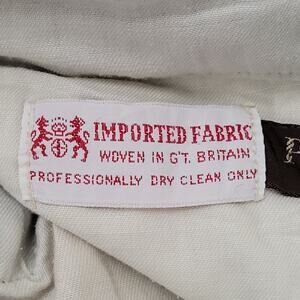 IMPORTED FABRIC
WOVEN IN G'T. BRITAIN
PROFESSIONALLY DRY CLEAN ONLY